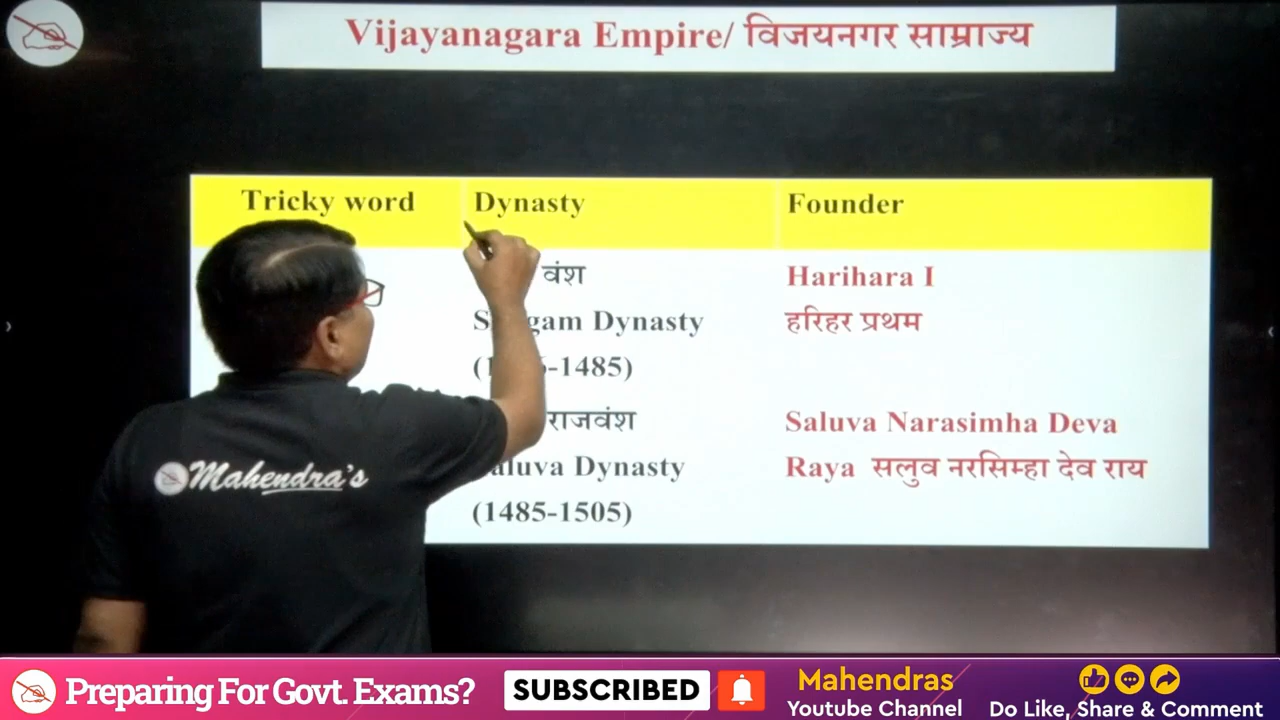 Vijayanagara Empire/ विजयनगर साम्राज्य
Tricky word Dynasty Founder
वंश Harihara I
Dynasty हरिहर प्रथम
-1485)
राजवंश Saluva Narasimha Deva
aluva Dynasty Raya सलुव नरसिम्हा देव राय
(1485-1505)
Mahendra's
Preparing For Govt. Exams? SUBSCRIBED Mahendras
Youtube Channel Do Like, Share & Comment